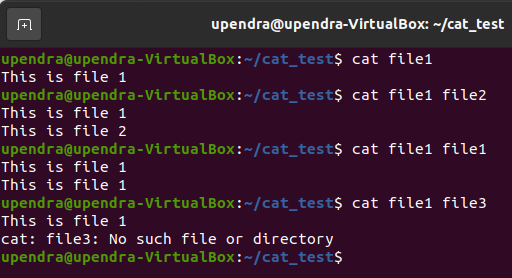 upendra@upendra-VirtualBox: ~/cat_test
upendra@upendra-VirtualBox:~/cat_test$ cat file1
This is file 1
upendra@upendra-VirtualBox:~/cat_test$ cat file1 file2
This is file 1
This is file 2
upendra@upendra-VirtualBox:~/cat_test$ cat file1 file1
This is file 1
This is file 1
upendra@upendra-VirtualBox:~/cat_test$ cat file1 file3
This is file 1
cat: file3: No such file or directory
upendra@upendra-VirtualBox:~/cat_test$